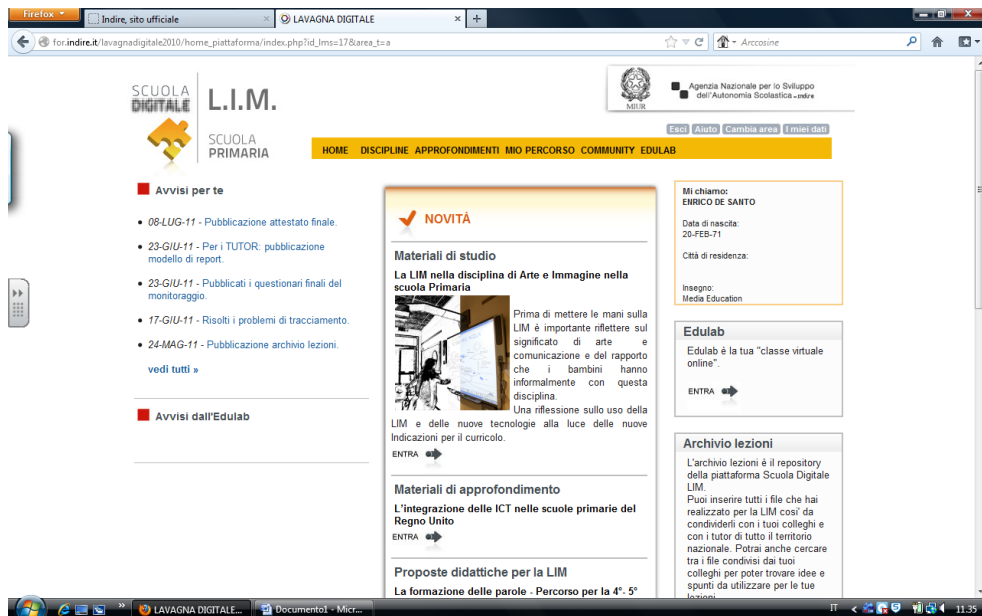 Firefox
Indire, sito ufficiale
LAVAGNA DIGITALE
for.indire.it/lavagnadigitale2010/home_piattaforma/index.php?id_lms=17&area_t=a
Arccosine
SCUOLA
DIGITALE
L.I.M.
SCUOLA
PRIMARIA
MIUR
Agenzia Nazionale per lo Sviluppo
dell'Autonomia Scolastica - indire
Esci Aiuto Cambia area I miei dati
HOME DISCIPLINE APPROFONDIMENTI MIO PERCORSO COMMUNITY EDULAB
Avvisi per te
• 08-LUG-11 - Pubblicazione attestato finale.
• 23-GIU-11 - Per i TUTOR: pubblicazione
modello di report.
• 23-GIU-11 - Pubblicati i questionari finali del
monitoraggio.
• 17-GIU-11 - Risolti i problemi di tracciamento.
• 24-MAG-11 - Pubblicazione archivio lezioni.
vedi tutti »
Avvisi dall'Edulab
NOVITÀ
Materiali di studio
La LIM nella disciplina di Arte e Immagine nella
scuola Primaria
Prima di mettere le mani sulla
LIM è importante riflettere sul
significato di arte e
comunicazione e del rapporto
che i bambini hanno
informalmente con questa
disciplina.
Una riflessione sullo uso della
LIM e delle nuove tecnologie alla luce delle nuove
Indicazioni per il curricolo.
ENTRA
Materiali di approfondimento
L'integrazione delle ICT nelle scuole primarie del
Regno Unito
ENTRA
Proposte didattiche per la LIM
La formazione delle parole - Percorso per la 4°- 5°
Mi chiamo:
ENRICO DE SANTO
Data di nascita:
20-FEB-71
Città di residenza:
Insegno:
Media Education
Edulab
Edulab è la tua "classe virtuale
online".
ENTRA
Archivio lezioni
L'archivio lezioni è il repository
della piattaforma Scuola Digitale
LIM.
Puoi inserire tutti i file che hai
realizzato per la LIM cosi' da
condividerli con i tuoi colleghi e
con i tutor di tutto il territorio
nazionale. Potrai anche cercare
tra i file condivisi dai tuoi
colleghi per poter trovare idee e
spunti da utilizzare per le tue
lezioni
LAVAGNA DIGITALE...
Documento1 - Micr...
IT
11.35